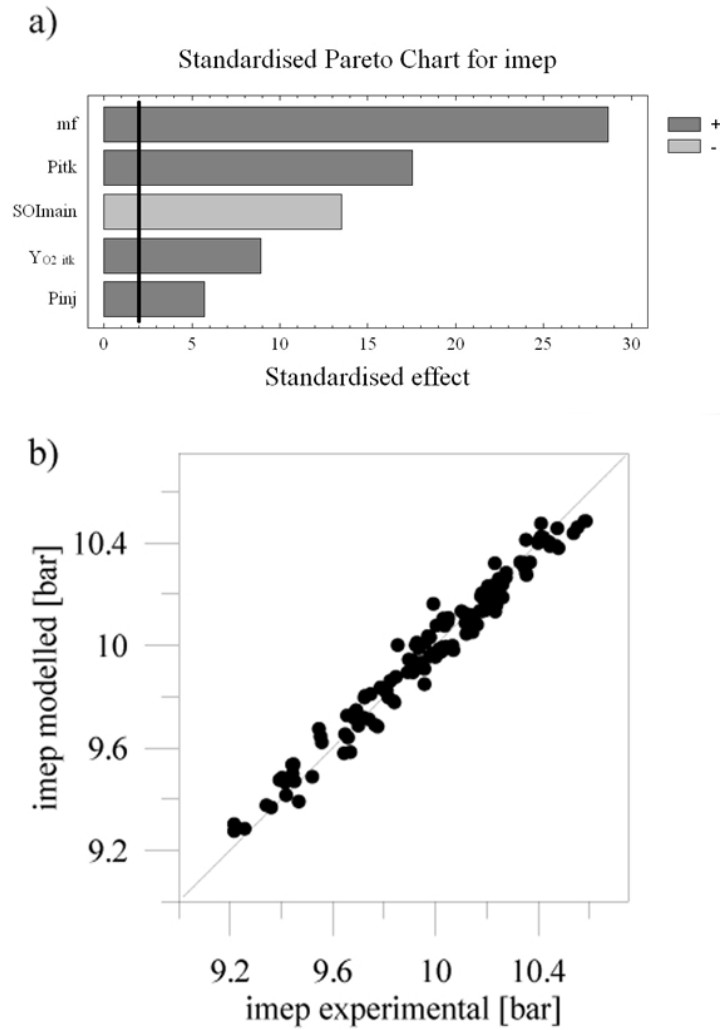 a)
Standardised Pareto Chart for imep
mf
Pitk
SOImain
YO2 itk
Pinj
+
-
0 5 10 15 20 25 30
Standardised effect
b)
imep modelled [bar]
10.4
10
9.6
9.2
9.2 9.6 10 10.4
imep experimental [bar]